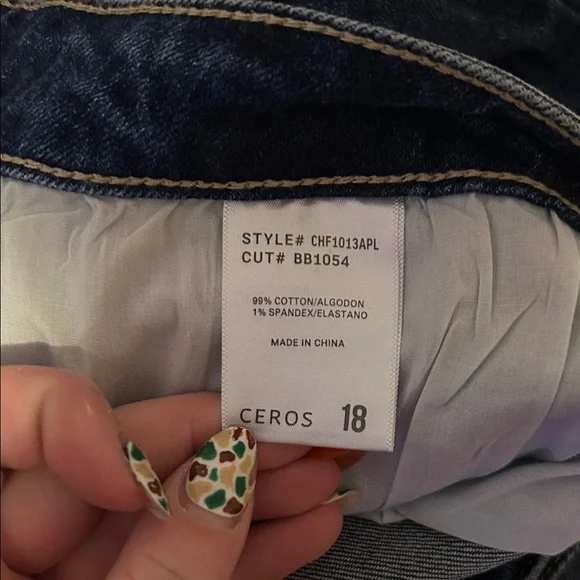 STYLE# CHF1013APL
CUT# BB1054
99% COTTON/ALGODON
1% SPANDEX/ELASTANO
MADE IN CHINA
CEROS 18